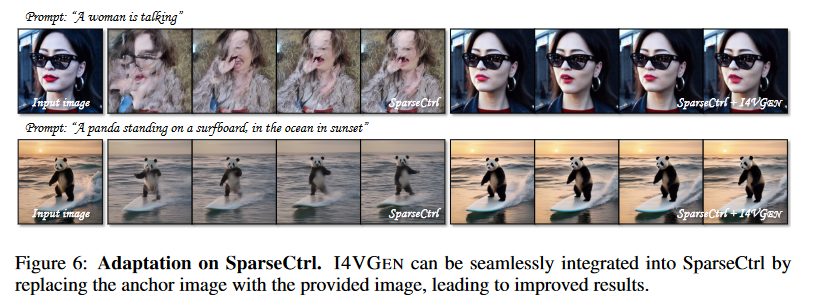 Prompt: “A woman is talking”
Input image
SparseCtrl
SparseCtrl + I4VGEN
Prompt: “A panda standing on a surfboard, in the ocean in sunset”
Input image
SparseCtrl
SparseCtrl + I4VGEN
Figure 6: Adaptation on SparseCtrl. I4VGEN can be seamlessly integrated into SparseCtrl by
replacing the anchor image with the provided image, leading to improved results.